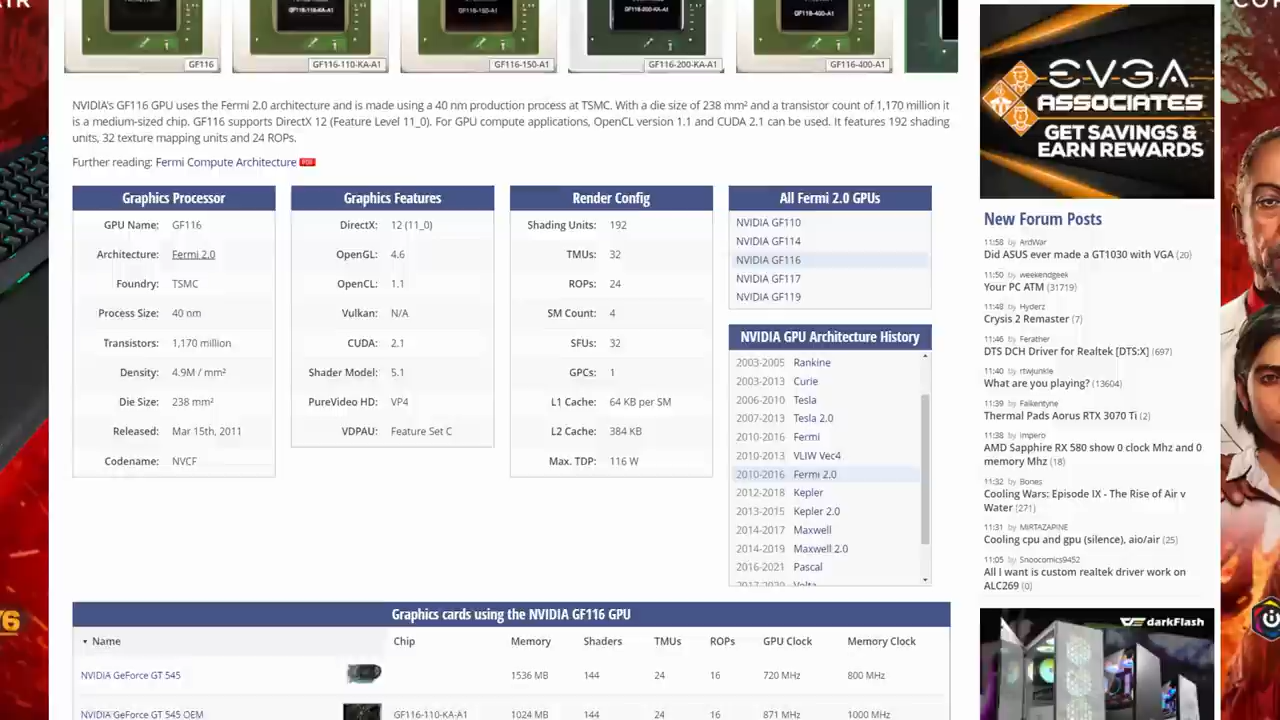 GF116
GF116-110-KA-A1
GF116-150-A1
GF116-200-KA-A1
GF116-400-A1
NVIDIA's GF116 GPU uses the Fermi 2.0 architecture and is made using a 40 nm production process at TSMC. With a die size of 238 mm² and a transistor count of 1,170 million it
is a medium-sized chip. GF116 supports DirectX 12 (Feature Level 11_0). For GPU compute applications, OpenCL version 1.1 and CUDA 2.1 can be used. It features 192 shading
units, 32 texture mapping units and 24 ROPs.
Further reading: Fermi Compute Architecture PDF
Graphics Processor
GPU Name: GF116
Architecture: Fermi 2.0
Foundry: TSMC
Process Size: 40 nm
Transistors: 1,170 million
Density: 4.9M / mm²
Die Size: 238 mm²
Released: Mar 15th, 2011
Codename: NVCF
Graphics Features
DirectX: 12 (11_0)
OpenGL: 4.6
OpenCL: 1.1
Vulkan: N/A
CUDA: 2.1
Shader Model: 5.1
PureVideo HD: VP4
VDPAU: Feature Set C
Render Config
Shading Units: 192
TMUs: 32
ROPs: 24
SM Count: 4
SFUs: 32
GPCs: 1
L1 Cache: 64 KB per SM
L2 Cache: 384 KB
Max. TDP: 116 W
All Fermi 2.0 GPUs
NVIDIA GF110
NVIDIA GF114
NVIDIA GF116
NVIDIA GF117
NVIDIA GF119
NVIDIA GPU Architecture History
2003-2005 Rankine
2003-2013 Curie
2006-2010 Tesla
2007-2013 Tesla 2.0
2010-2016 Fermi
2010-2013 VLIW Vec4
2010-2016 Fermi 2.0
2012-2018 Kepler
2013-2015 Kepler 2.0
2014-2017 Maxwell
2014-2019 Maxwell 2.0
2016-2021 Pascal
2017-2020 Volta
Graphics cards using the NVIDIA GF116 GPU
Name Chip Memory Shaders TMUs ROPs GPU Clock Memory Clock
NVIDIA GeForce GT 545 1536 MB 144 24 16 720 MHz 800 MHz
NVIDIA GeForce GT 545 OEM GF116-110-KA-A1 1024 MB 144 24 16 871 MHz 1000 MHz
EVGA
ASSOCIATES
GET SAVINGS &
EARN REWARDS
New Forum Posts
11:58 by ArdWar
Did ASUS ever made a GT1030 with VGA (20)
11:50 by weekendgeek
Your PC ATM (31719)
11:48 by Hyderz
Crysis 2 Remaster (7)
11:46 by Ferather
DTS DCH Driver for Realtek [DTS:X] (697)
11:40 by rtwjunkie
What are you playing? (13604)
11:39 by Falkentyne
Thermal Pads Aorus RTX 3070 Ti (2)
11:38 by Impero
AMD Sapphire RX 580 show 0 clock Mhz and 0
memory Mhz (18)
11:32 by Bones
Cooling Wars: Episode IX - The Rise of Air v
Water (271)
11:31 by MIRTAZAPINE
Cooling cpu and gpu (silence), aio/air (25)
11:05 by Snoocomics9452
All I want is custom realtek driver work on
ALC269 (0)
darkFlash